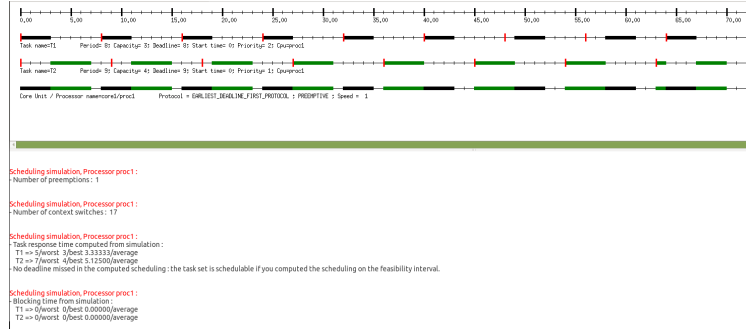 0,00 5,00 10,00 15,00 20,00 25,00 30,00 35,00 40,00 45,00 50,00 55,00 60,00 65,00 70,00
Task name=T1 Period= 8; Capacity= 3; Deadline= 8; Start time= 0; Priority= 2; Cpu=proc1
Task name=T2 Period= 9; Capacity= 4; Deadline= 9; Start time= 0; Priority= 1; Cpu=proc1
Core Unit / Processor name=core1/proc1 Protocol = EARLIEST_DEADLINE_FIRST_PROTOCOL ; PREEMPTIVE ; Speed = 1
Scheduling simulation, Processor proc1 :
- Number of preemptions : 1
Scheduling simulation, Processor proc1 :
- Number of context switches : 17
Scheduling simulation, Processor proc1 :
- Task response time computed from simulation :
T1 => 5/worst 3/best 3.33333/average
T2 => 7/worst 4/best 5.12500/average
- No deadline missed in the computed scheduling : the task set is schedulable if you computed the scheduling on the feasibility interval.
Scheduling simulation, Processor proc1 :
- Blocking time from simulation :
T1 => 0/worst 0/best 0.00000/average
T2 => 0/worst 0/best 0.00000/average